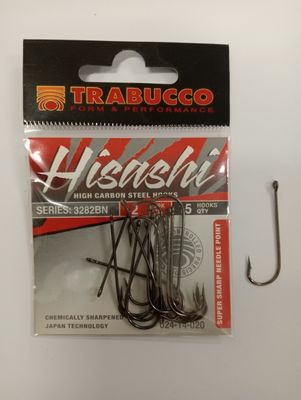 TRABUCCO
FORM & PERFORMANCE
Hisashi
HIGH CARBON STEEL HOOKS
SERIES: 3282BN
2
5
HOOKS
QTY
SUPER SHARP NEEDLE POINT
CHEMICALLY SHARPENED
JAPAN TECHNOLOGY
024-14-020